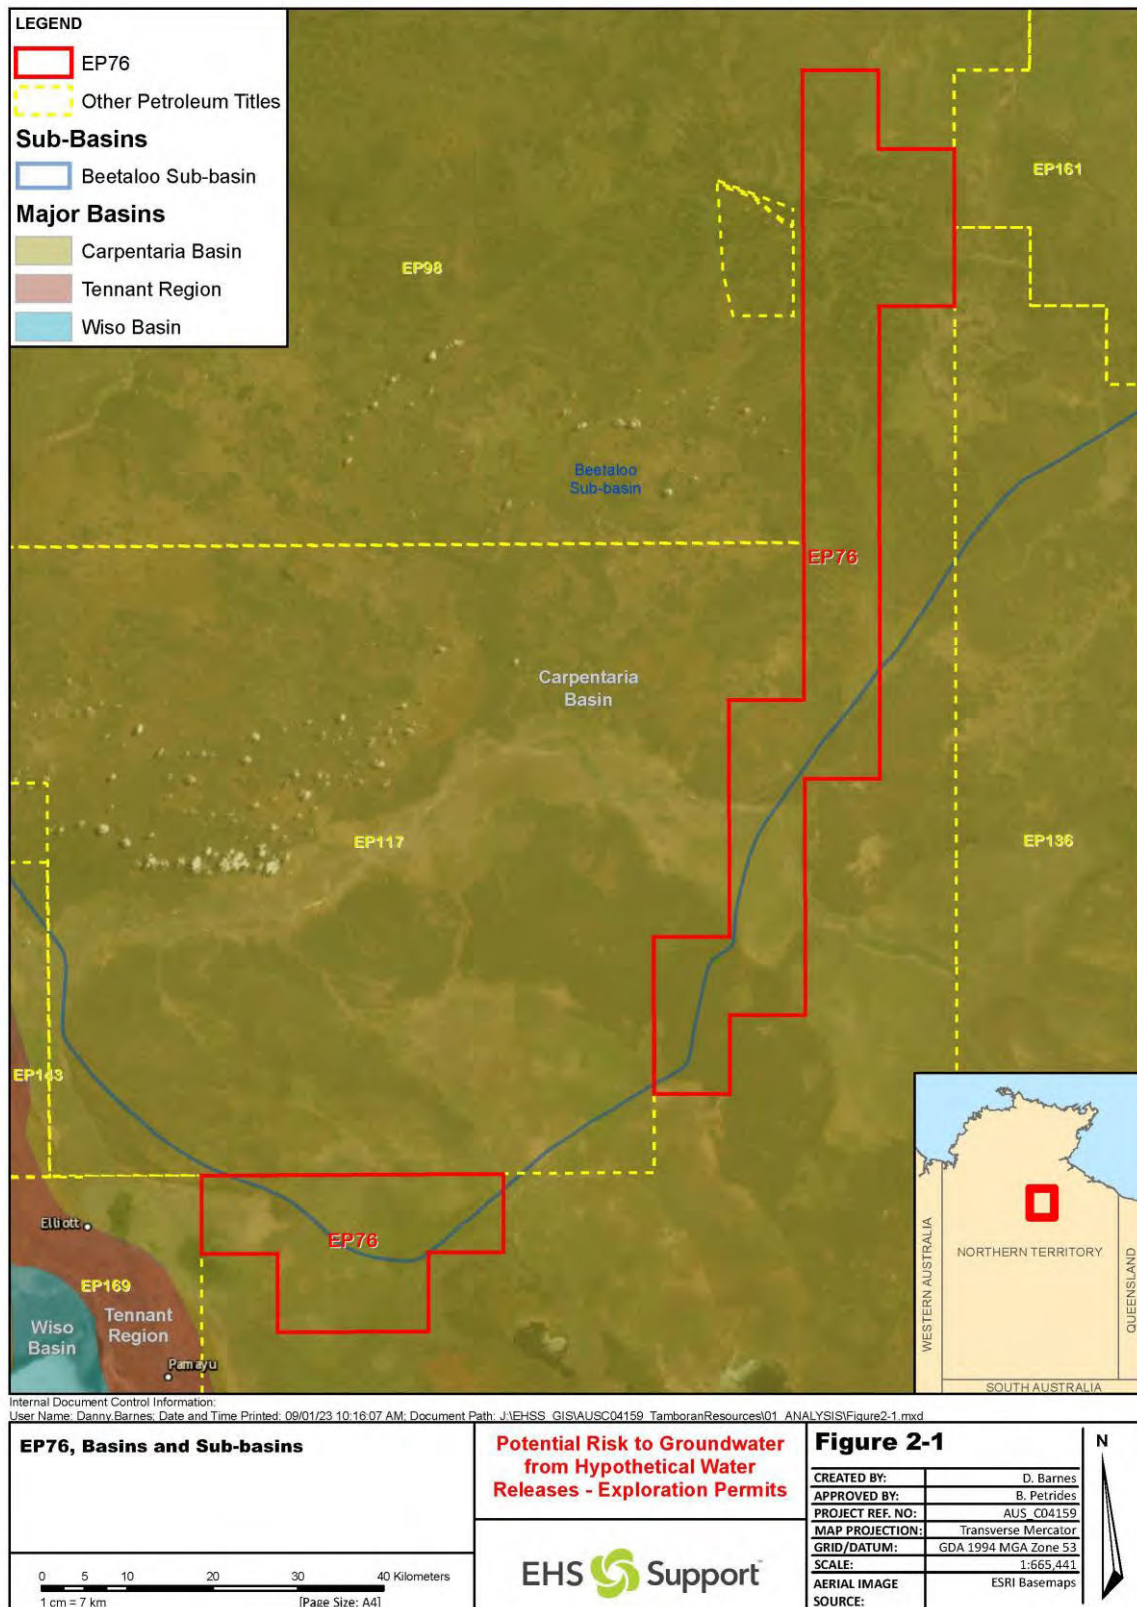 LEGEND
EP76
Other Petroleum Titles
Sub-Basins
Beetaloo Sub-basin
Major Basins
Carpentaria Basin
Tennant Region
Wiso Basin
EP161
EP98
Beetaloo
Sub-basin
EP76
Carpentaria
Basin
EP117
EP136
EP143
Elliott
EP76
EP169
Tennant
Region
Wiso
Basin
Pamayu
WESTERN AUSTRALIA
NORTHERN TERRITORY
QUEENSLAND
SOUTH AUSTRALIA
Internal Document Control Information:
User Name: Danny.Barnes; Date and Time Printed: 09/01/23 10:16:07 AM; Document Path: J:\EHSS_GIS\AUSC04159_TamboranResources\01_ANALYSIS\Figure2-1.mxd
EP76, Basins and Sub-basins
Potential Risk to Groundwater
from Hypothetical Water
Releases - Exploration Permits
Figure 2-1
N
CREATED BY: D. Barnes
APPROVED BY: B. Petrides
PROJECT REF. NO: AUS_C04159
MAP PROJECTION: Transverse Mercator
GRID/DATUM: GDA 1994 MGA Zone 53
SCALE: 1:665,441
AERIAL IMAGE ESRI Basemaps
SOURCE:
0 5 10 20 30 40 Kilometers
1 cm = 7 km [Page Size: A4]
EHS Support™